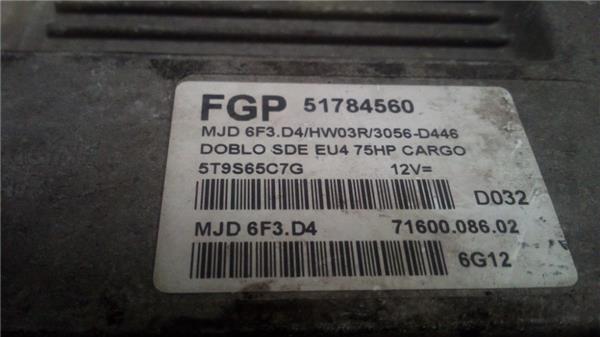 FGP 51784560
MJD 6F3.D4/HW03R/3056-D446
DOBLO SDE EU4 75HP CARGO
5T9S65C7G 12V=
D032
MJD 6F3.D4 71600.086.02
6G12